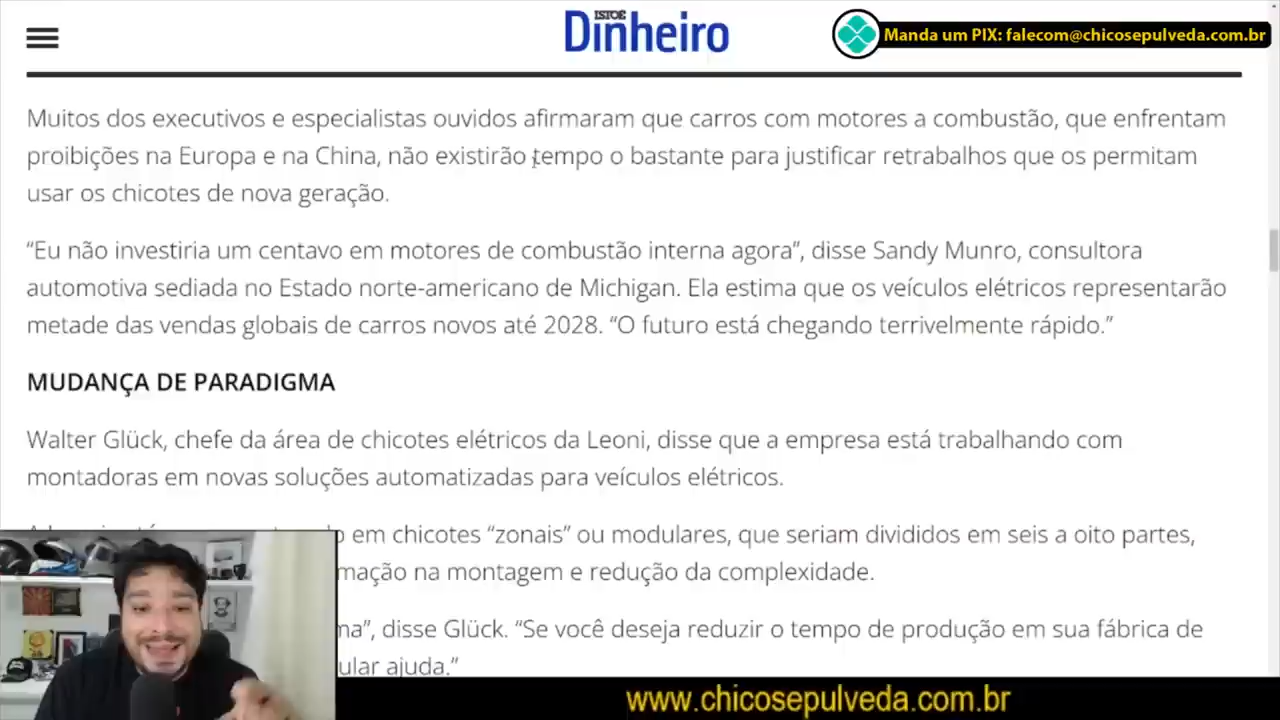 ISTOÉ
Dinheiro
Manda um PIX: falecom@chicosepulveda.com.br
Muitos dos executivos e especialistas ouvidos afirmaram que carros com motores a combustão, que enfrentam
proibições na Europa e na China, não existirão tempo o bastante para justificar retrabalhos que os permitam
usar os chicotes de nova geração.
“Eu não investiria um centavo em motores de combustão interna agora”, disse Sandy Munro, consultora
automotiva sediada no Estado norte-americano de Michigan. Ela estima que os veículos elétricos representarão
metade das vendas globais de carros novos até 2028. “O futuro está chegando terrivelmente rápido.”
MUDANÇA DE PARADIGMA
Walter Glück, chefe da área de chicotes elétricos da Leoni, disse que a empresa está trabalhando com
montadoras em novas soluções automatizadas para veículos elétricos.
em chicotes “zonais” ou modulares, que seriam divididos em seis a oito partes,
mação na montagem e redução da complexidade.
ma”, disse Glück. “Se você deseja reduzir o tempo de produção em sua fábrica de
ular ajuda.”
www.chicosepulveda.com.br